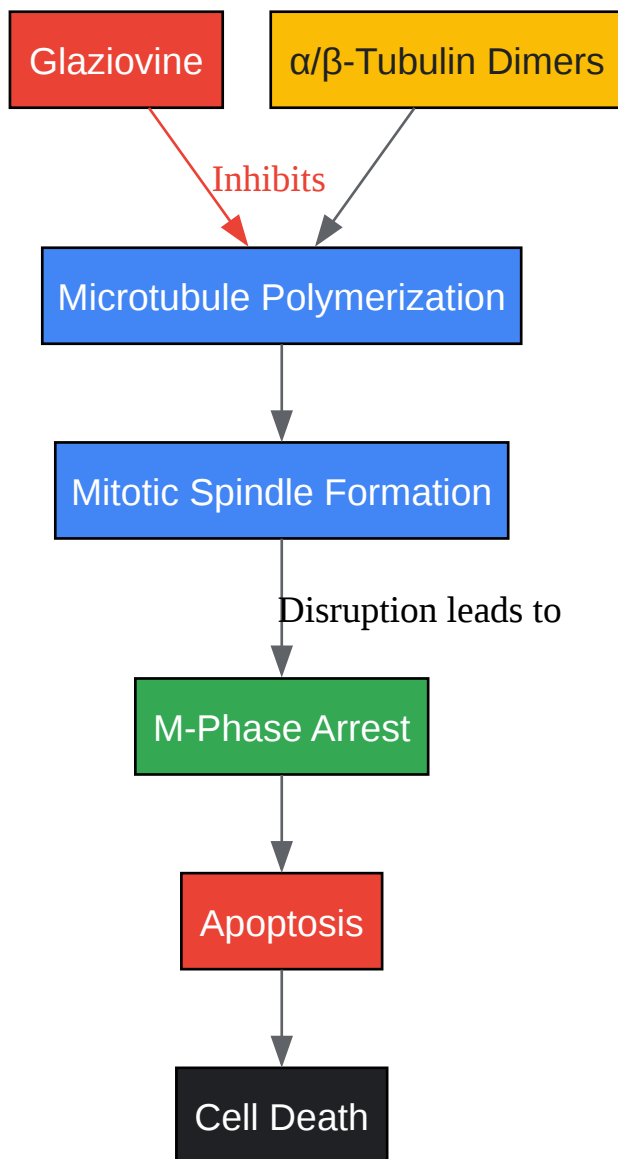 Glaziovine
α/β-Tubulin Dimers
Inhibits
Microtubule Polymerization
Mitotic Spindle Formation
Disruption leads to
M-Phase Arrest
Apoptosis
Cell Death